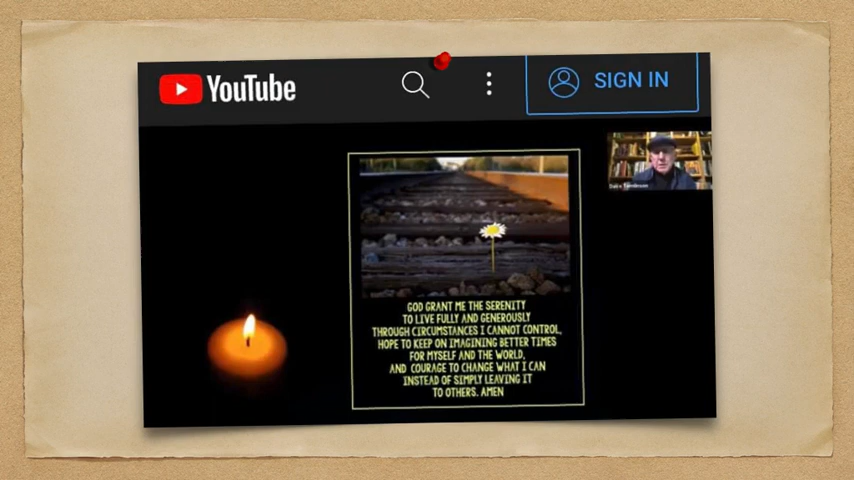 YouTube
SIGN IN
GOD GRANT ME THE SERENITY
TO LIVE FULLY AND GENEROUSLY
THROUGH CIRCUMSTANCES I CANNOT CONTROL,
HOPE TO KEEP ON IMAGINING BETTER TIMES
FOR MYSELF AND THE WORLD,
AND COURAGE TO CHANGE WHAT I CAN
INSTEAD OF SIMPLY LEAVING IT
TO OTHERS. AMEN